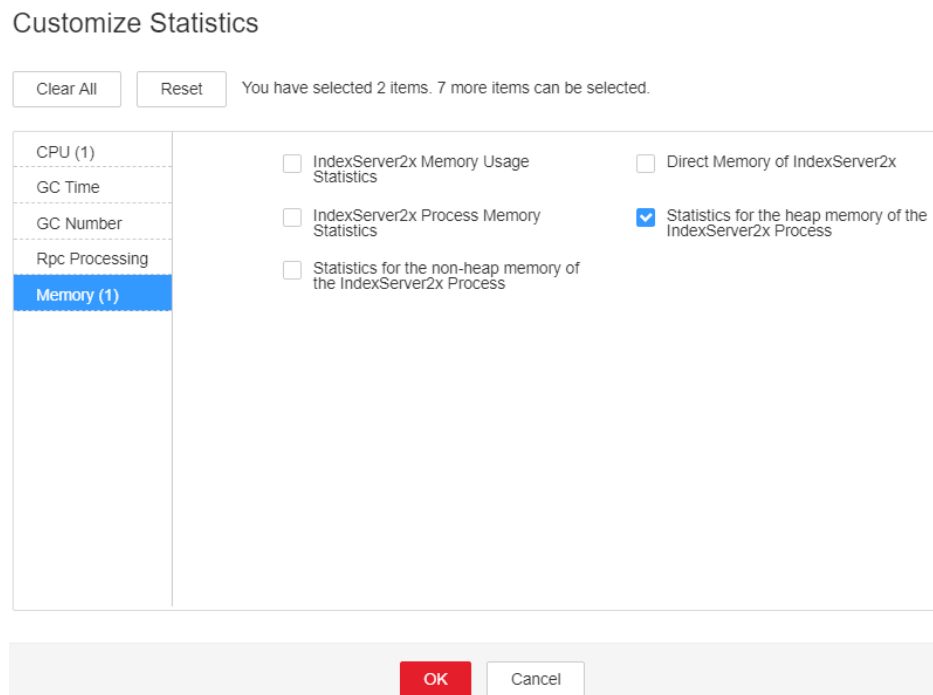 Customize Statistics
Clear All
Reset
You have selected 2 items. 7 more items can be selected.
CPU (1)
GC Time
GC Number
Rpc Processing
Memory (1)
IndexServer2x Memory Usage
Statistics
Direct Memory of IndexServer2x
IndexServer2x Process Memory
Statistics
Statistics for the heap memory of the
IndexServer2x Process
Statistics for the non-heap memory of
the IndexServer2x Process
OK
Cancel